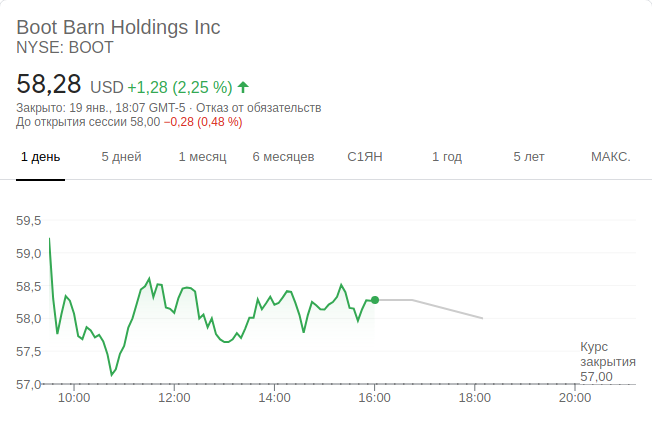 Boot Barn Holdings Inc
NYSE: BOOT
58,28 USD +1,28 (2,25 %)
Закрыто: 19 янв., 18:07 GMT-5 · Отказ от обязательств
До открытия сессии 58,00 −0,28 (0,48 %)
1 день 5 дней 1 месяц 6 месяцев С1ЯН 1 год 5 лет МАКС.
59,5
59,0
58,5
58,0
57,5
57,0
Курс
закрытия
57,00
10:00 12:00 14:00 16:00 18:00 20:00